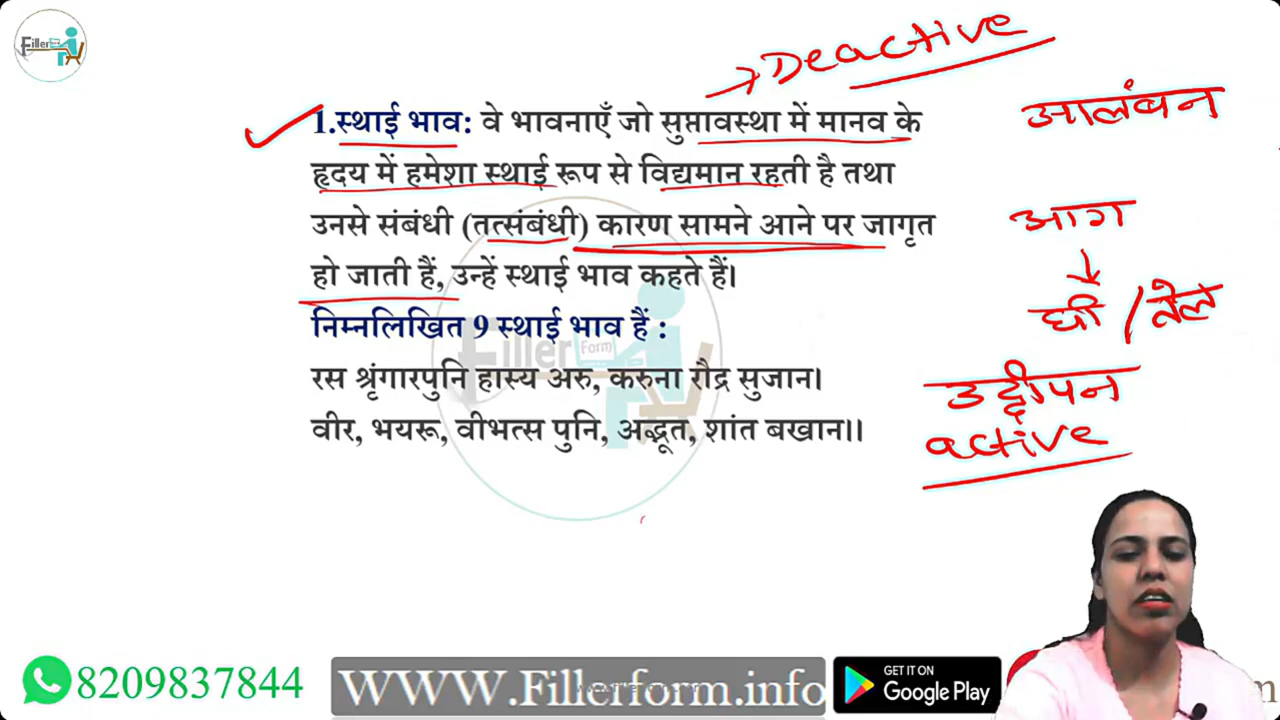 Filler
→ Deactive
1.स्थाई भाव: वे भावनाएँ जो सुप्तावस्था में मानव के
हृदय में हमेशा स्थाई रूप से विद्यमान रहती है तथा
उनसे संबंधी (तत्संबंधी) कारण सामने आने पर जागृत
हो जाती हैं, उन्हें स्थाई भाव कहते हैं।
निम्नलिखित 9 स्थाई भाव हैं :
रस श्रृंगारपुनि हास्य अरु, करुना रौद्र सुजान।
वीर, भयरू, वीभत्स पुनि, अद्भूत, शांत बखान।।
आलंबन
आग
↓
घी / तेल
उद्दीपन
active
Filler
Form
8209837844
WWW.Fillerform.info
GET IT ON
Google Play